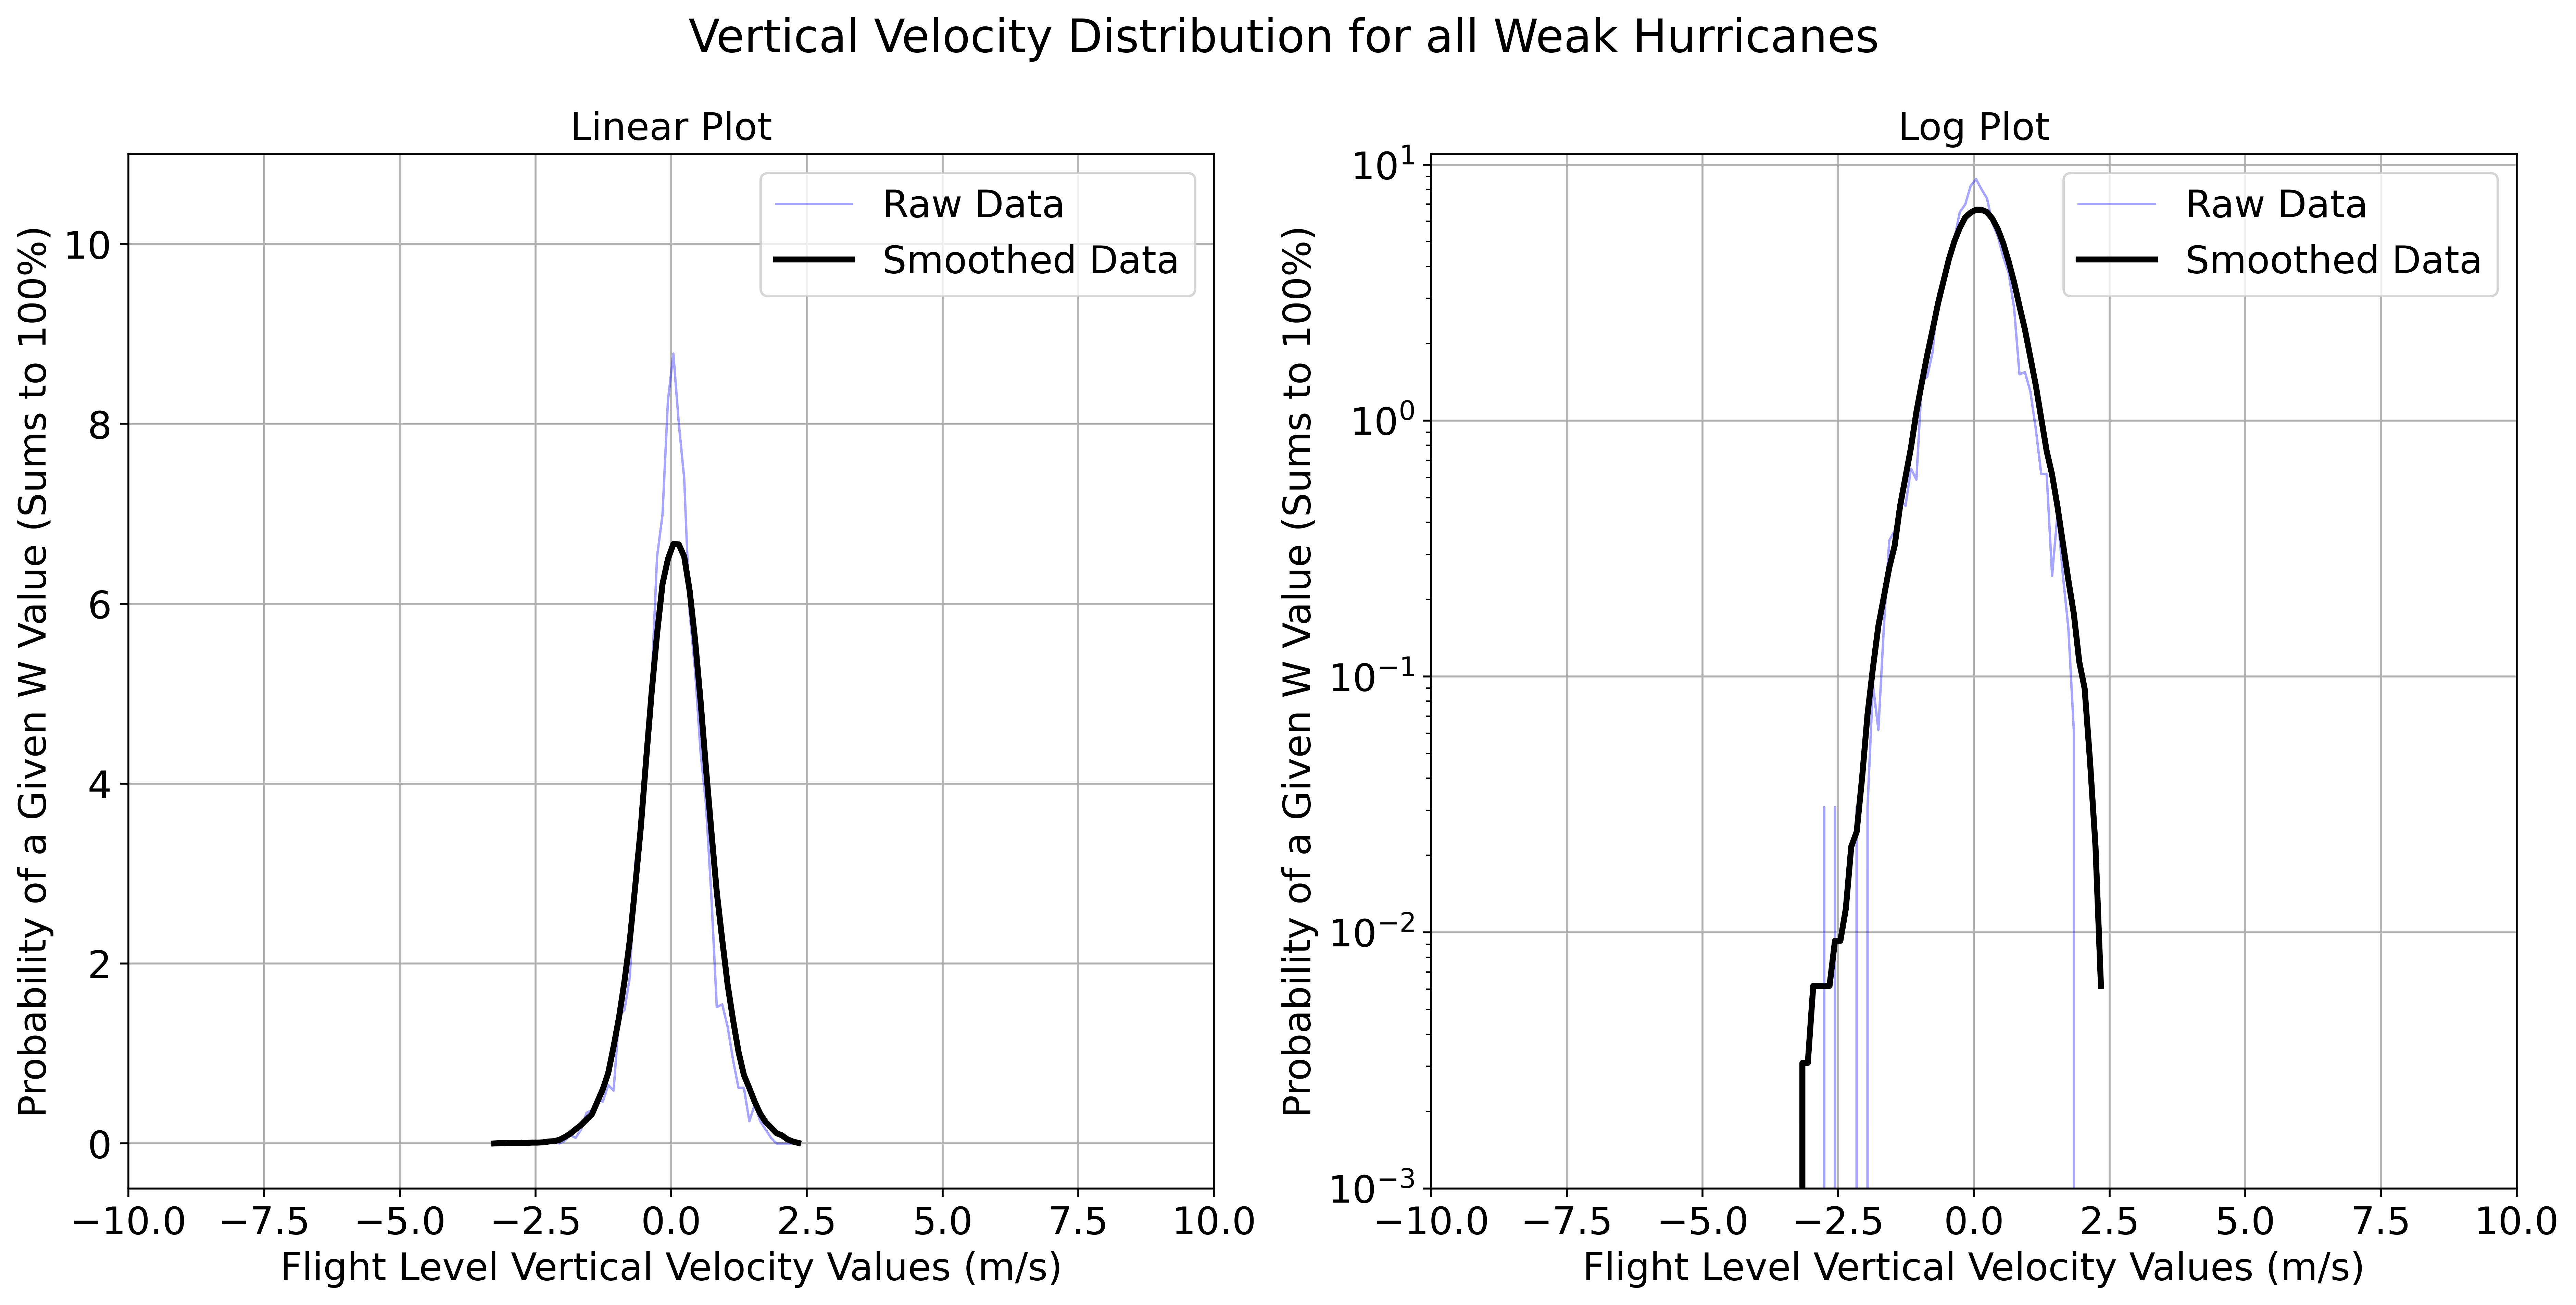 Vertical Velocity Distribution for all Weak Hurricanes
Linear Plot
Probability of a Given W Value (Sums to 100%)
10
8
6
4
2
0
Raw Data
Smoothed Data
−10.0 −7.5 −5.0 −2.5 0.0 2.5 5.0 7.5 10.0
Flight Level Vertical Velocity Values (m/s)
Log Plot
Probability of a Given W Value (Sums to 100%)
10¹
10⁰
10⁻¹
10⁻²
10⁻³
Raw Data
Smoothed Data
−10.0 −7.5 −5.0 −2.5 0.0 2.5 5.0 7.5 10.0
Flight Level Vertical Velocity Values (m/s)